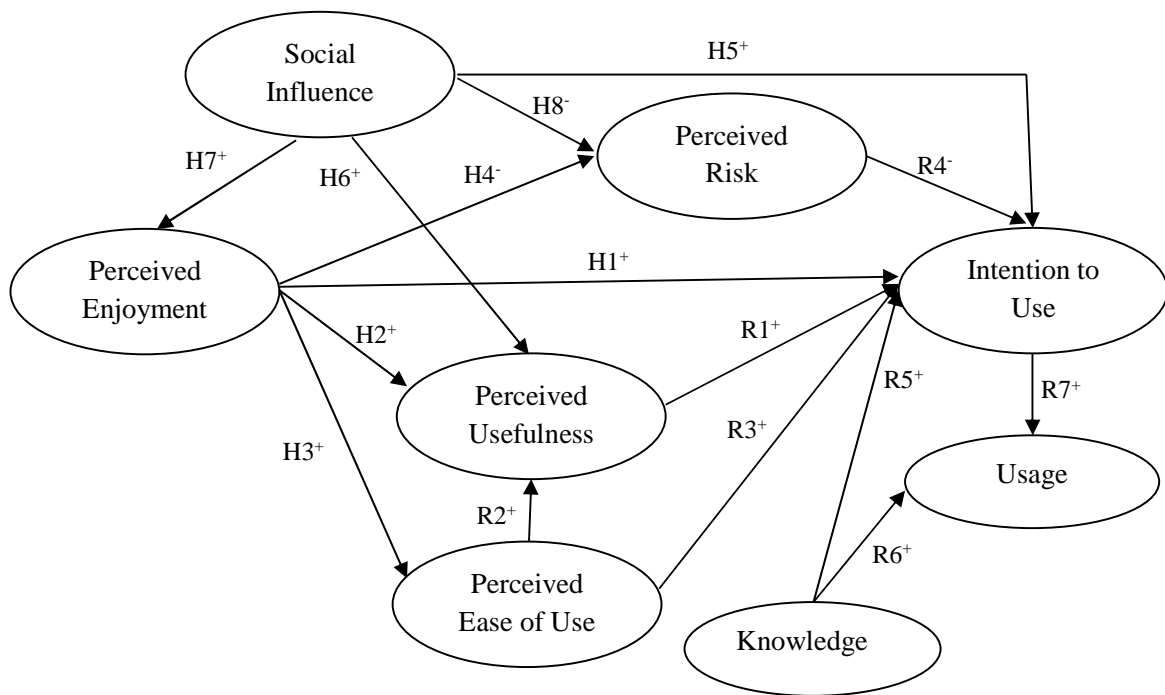 Social
Influence
H5⁺
H8⁻
Perceived
Risk
H7⁺
H6⁺
H4⁻
R4⁻
Perceived
Enjoyment
H1⁺
Intention to
Use
H2⁺
R1⁺
Perceived
Usefulness
R5⁺
R7⁺
H3⁺
R3⁺
Usage
R2⁺
R6⁺
Perceived
Ease of Use
Knowledge